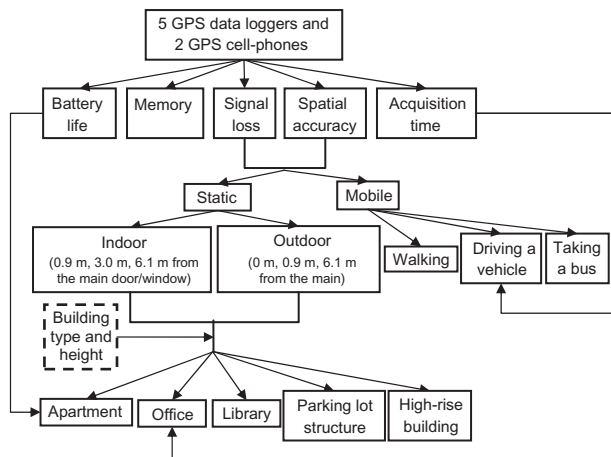 5 GPS data loggers and
2 GPS cell-phones
Battery
life
Memory
Signal
loss
Spatial
accuracy
Acquisition
time
Static
Mobile
Indoor
(0.9 m, 3.0 m, 6.1 m from
the main door/window)
Outdoor
(0 m, 0.9 m, 6.1 m
from the main)
Walking
Driving a
vehicle
Taking
a bus
Building
type and
height
Apartment
Office
Library
Parking lot
structure
High-rise
building